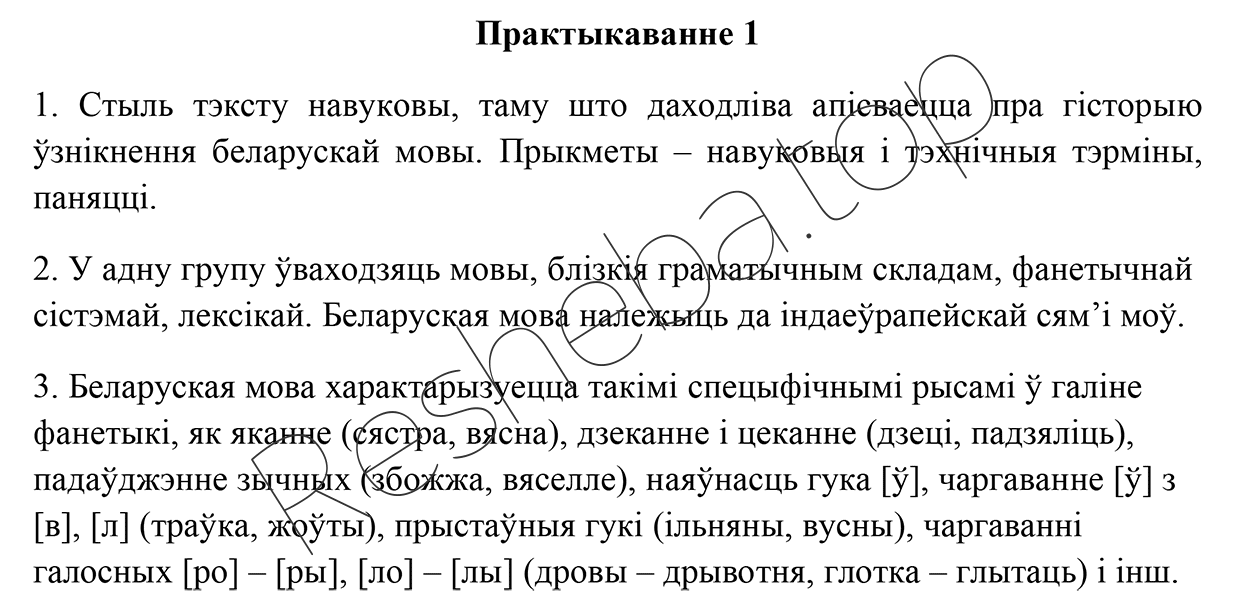 Практыкаванне 1
1. Стыль тэксту навуковы, таму што даходліва апісваецца пра гісторыю
ўзнікнення беларускай мовы. Прыкметы – навуковыя і тэхнічныя тэрміны,
паняцці.
2. У адну групу ўваходзяць мовы, блізкія граматычным складам, фанетычнай
сістэмай, лексікай. Беларуская мова належыць да індаеўрапейскай сям’і моў.
3. Беларуская мова характарызуецца такімі спецыфічнымі рысамі ў галіне
фанетыкі, як яканне (сястра, вясна), дзеканне і цеканне (дзеці, падзяліць),
падаўджэнне зычных (збожжа, вяселле), наяўнасць гука [ў], чаргаванне [ў] з
[в], [л] (траўка, жоўты), прыстаўныя гукі (ільняны, вусны), чаргаванні
галосных [ро] – [ры], [ло] – [лы] (дровы – дрывотня, глотка – глытаць) і інш.
Resheba.top